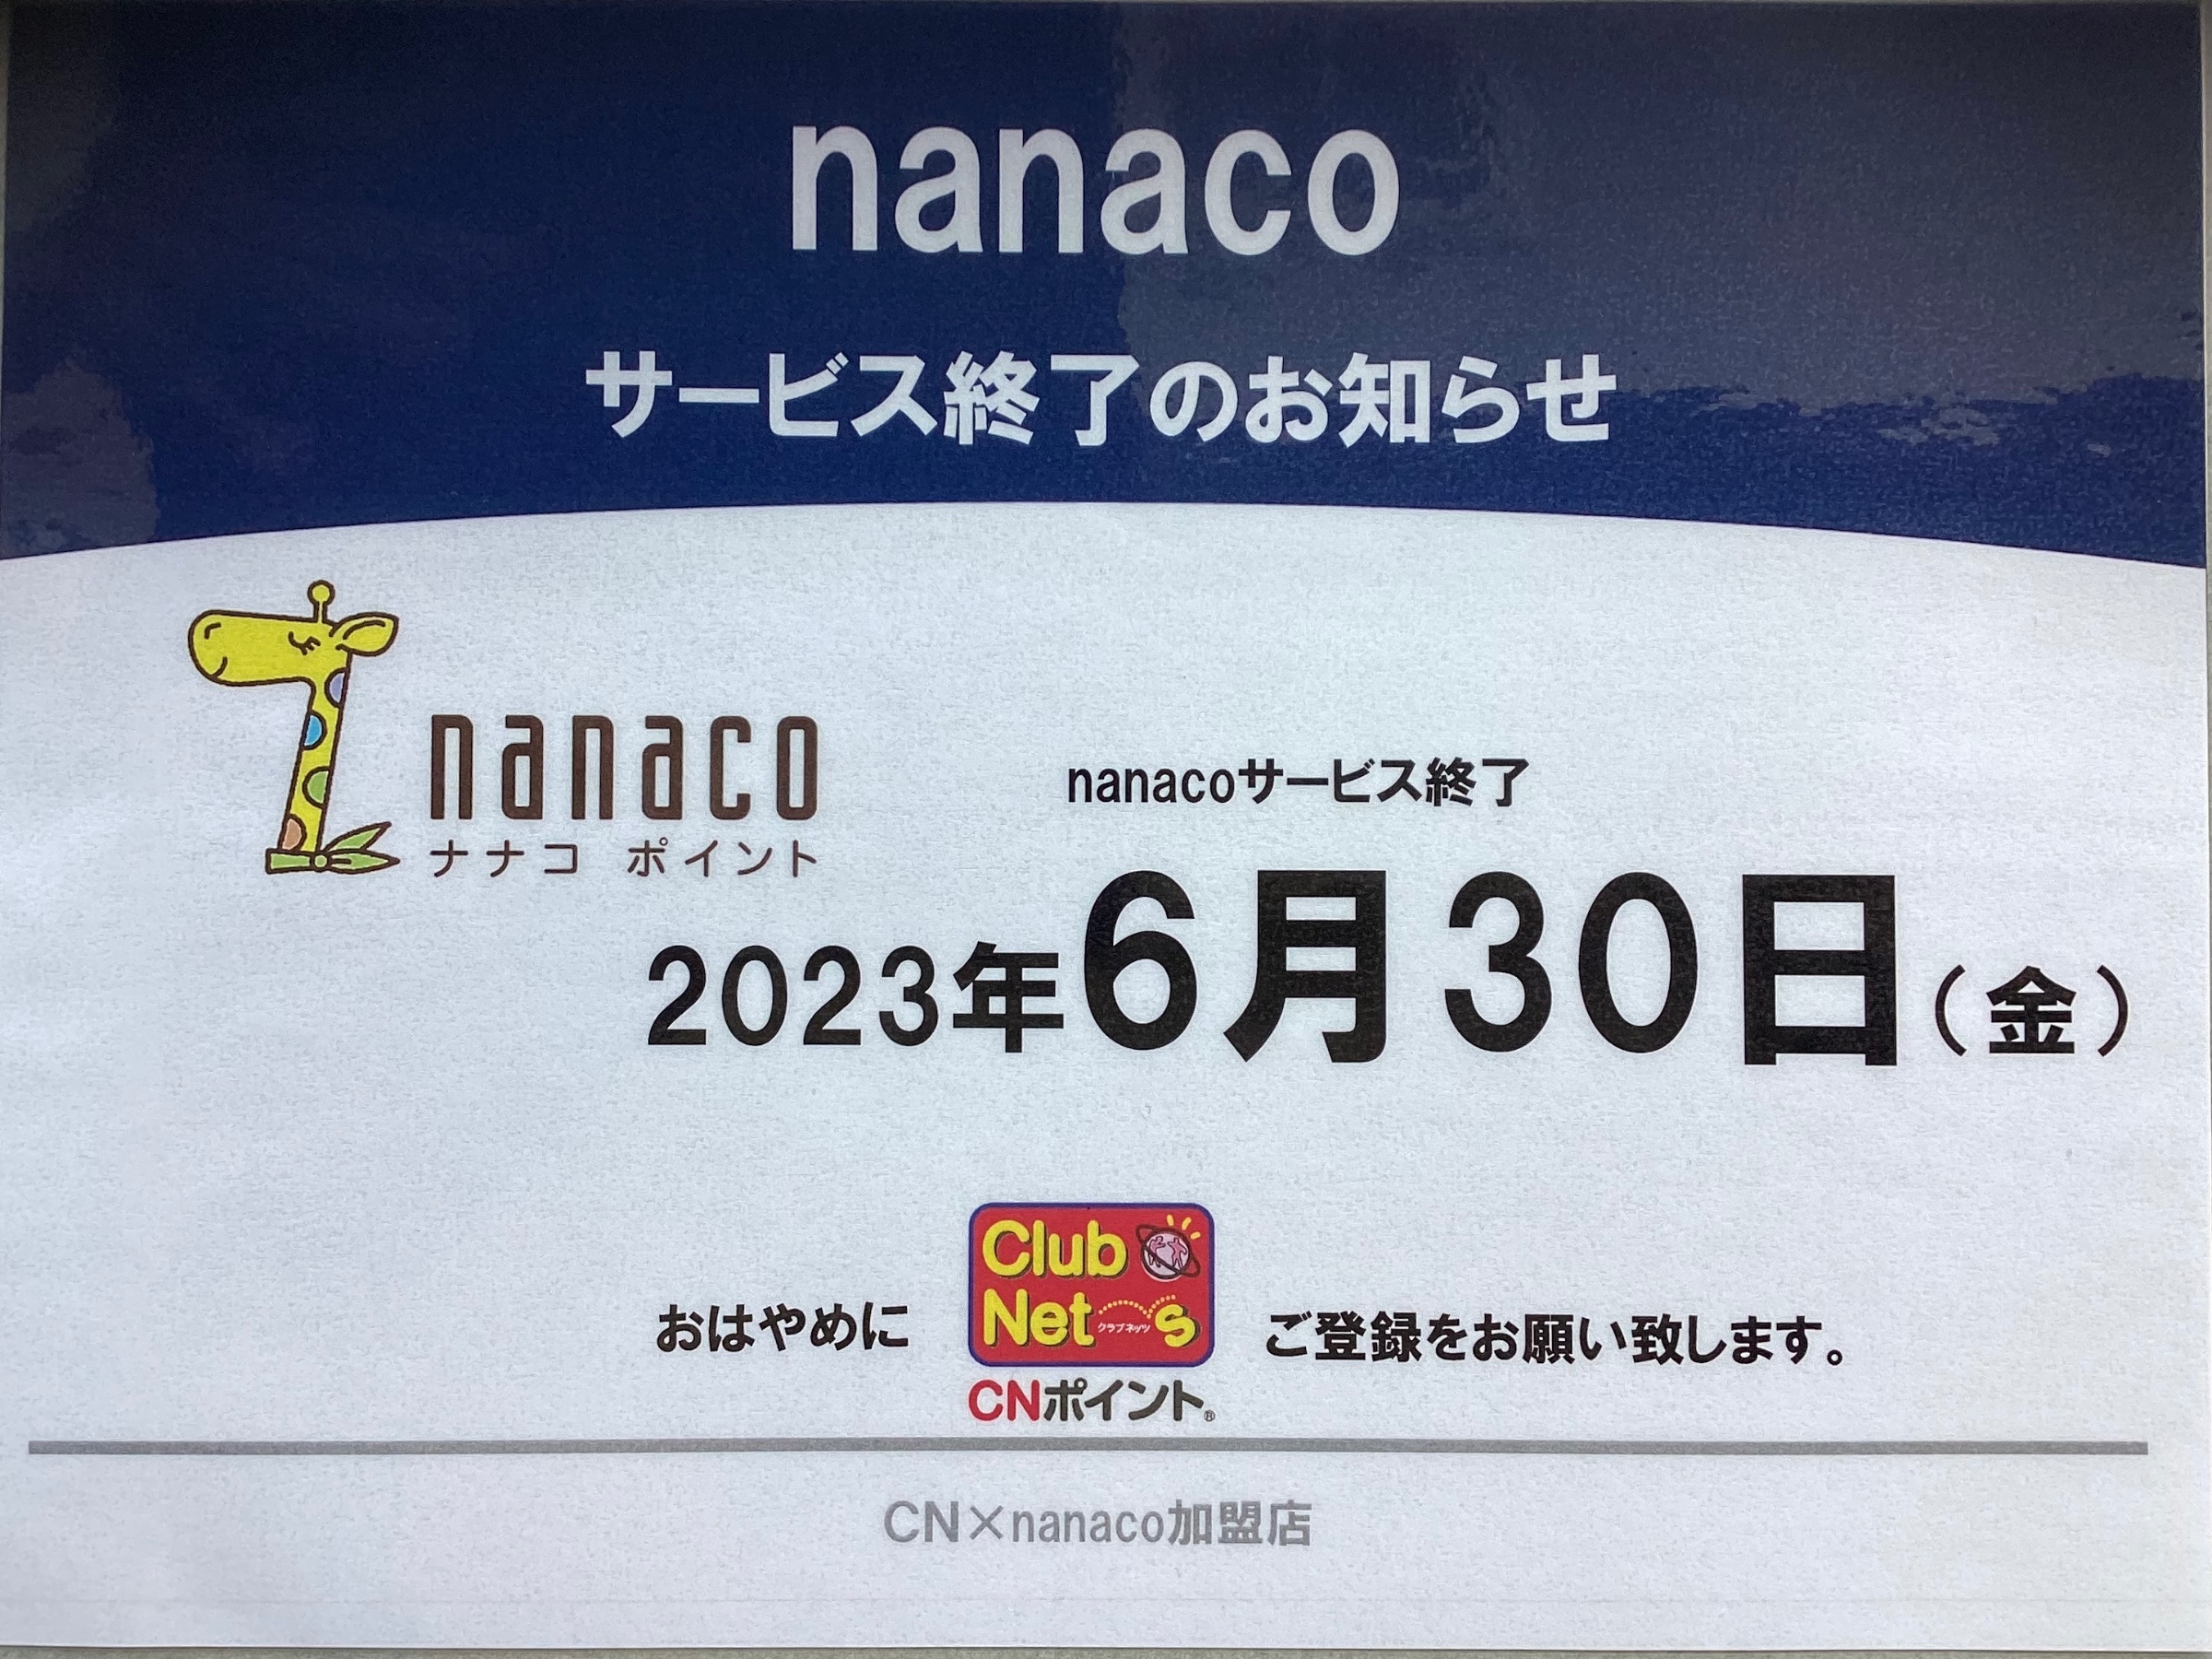 nanaco
サービス終了のお知らせ
nanaco
ナナコ ポイント
nanacoサービス終了
2023年6月30日(金)
Club
Net s
クラブネッツ
CNポイント®
おはやめに
ご登録をお願い致します。
CN×nanaco加盟店